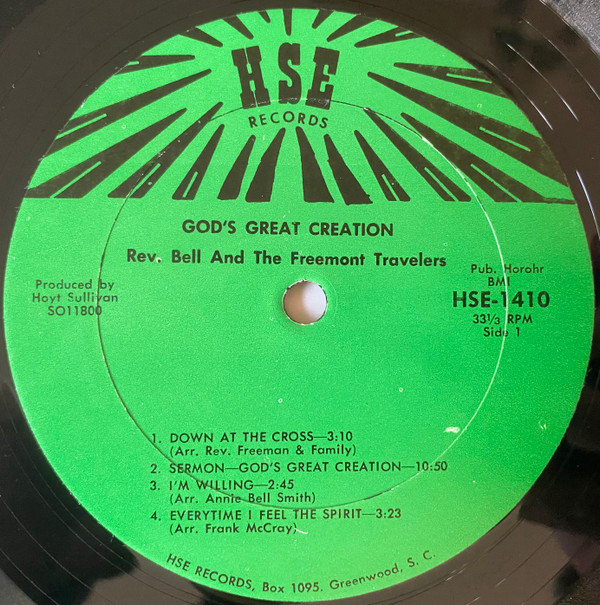 HSE
RECORDS
GOD'S GREAT CREATION
Rev. Bell And The Freemont Travelers
Produced by
Hoyt Sullivan
SO11800
Pub. Horohr
BMI
HSE-1410
33⅓ RPM
Side 1
1. DOWN AT THE CROSS—3:10
(Arr. Rev. Freeman & Family)
2. SERMON—GOD'S GREAT CREATION—10:50
3. I'M WILLING—2:45
(Arr. Annie Bell Smith)
4. EVERYTIME I FEEL THE SPIRIT—3:23
(Arr. Frank McCray)
HSE RECORDS, Box 1095, Greenwood, S. C.